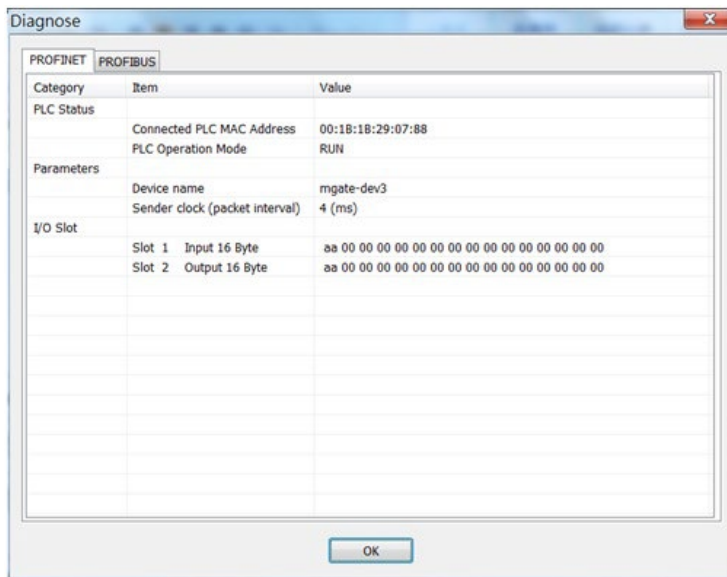 Diagnose
PROFINET PROFIBUS
Category Item Value
PLC Status
Connected PLC MAC Address 00:1B:1B:29:07:88
PLC Operation Mode RUN
Parameters
Device name mgate-dev3
Sender clock (packet interval) 4 (ms)
I/O Slot
Slot 1 Input 16 Byte aa 00 00 00 00 00 00 00 00 00 00 00 00 00 00 00
Slot 2 Output 16 Byte aa 00 00 00 00 00 00 00 00 00 00 00 00 00 00 00
OK